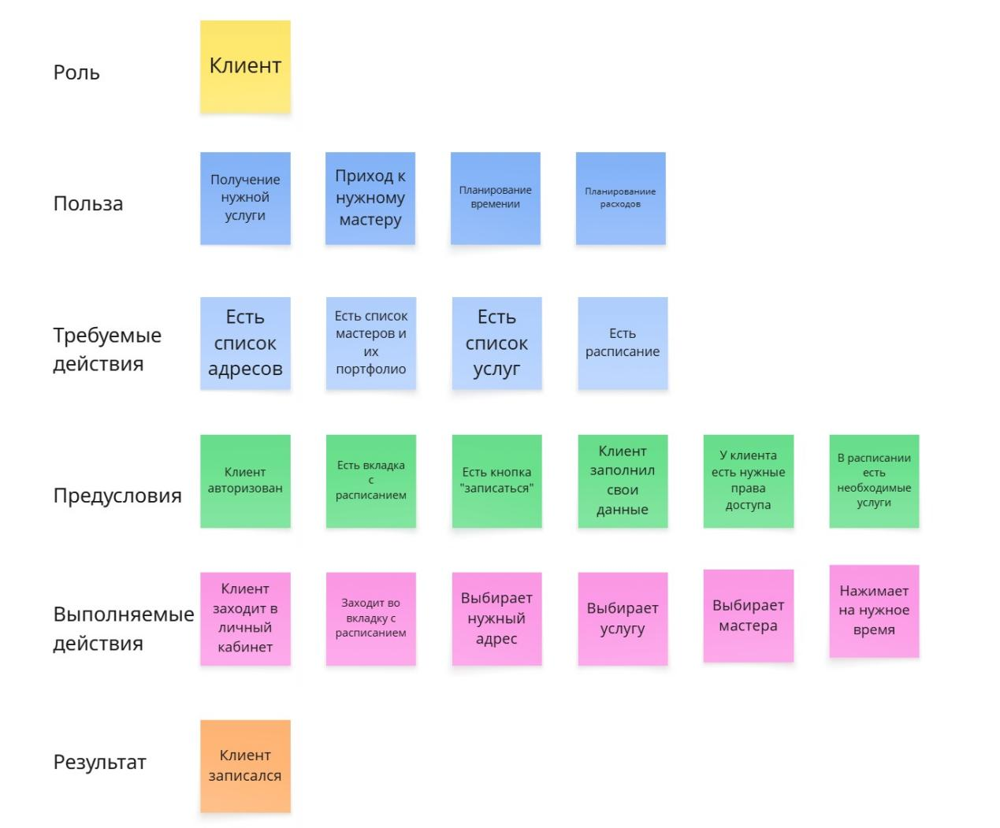 Роль
Клиент
Польза
Получение
нужной
услуги
Приход к
нужному
мастеру
Планирование
времении
Планированиие
расходов
Требуемые
действия
Есть
список
адресов
Есть список
мастеров и
их
портфолио
Есть
список
услуг
Есть
расписание
Предусловия
Клиент
авторизован
Есть вкладка
с
расписанием
Есть кнопка
"записаться"
Клиент
заполнил
свои
данные
У клиента
есть нужные
права
доступа
В расписании
есть
необходимые
услуги
Выполняемые
действия
Клиент
заходит в
личный
кабинет
Заходит во
вкладку с
расписанием
Выбирает
нужный
адрес
Выбирает
услугу
Выбирает
мастера
Нажимает
на нужное
время
Результат
Клиент
записался